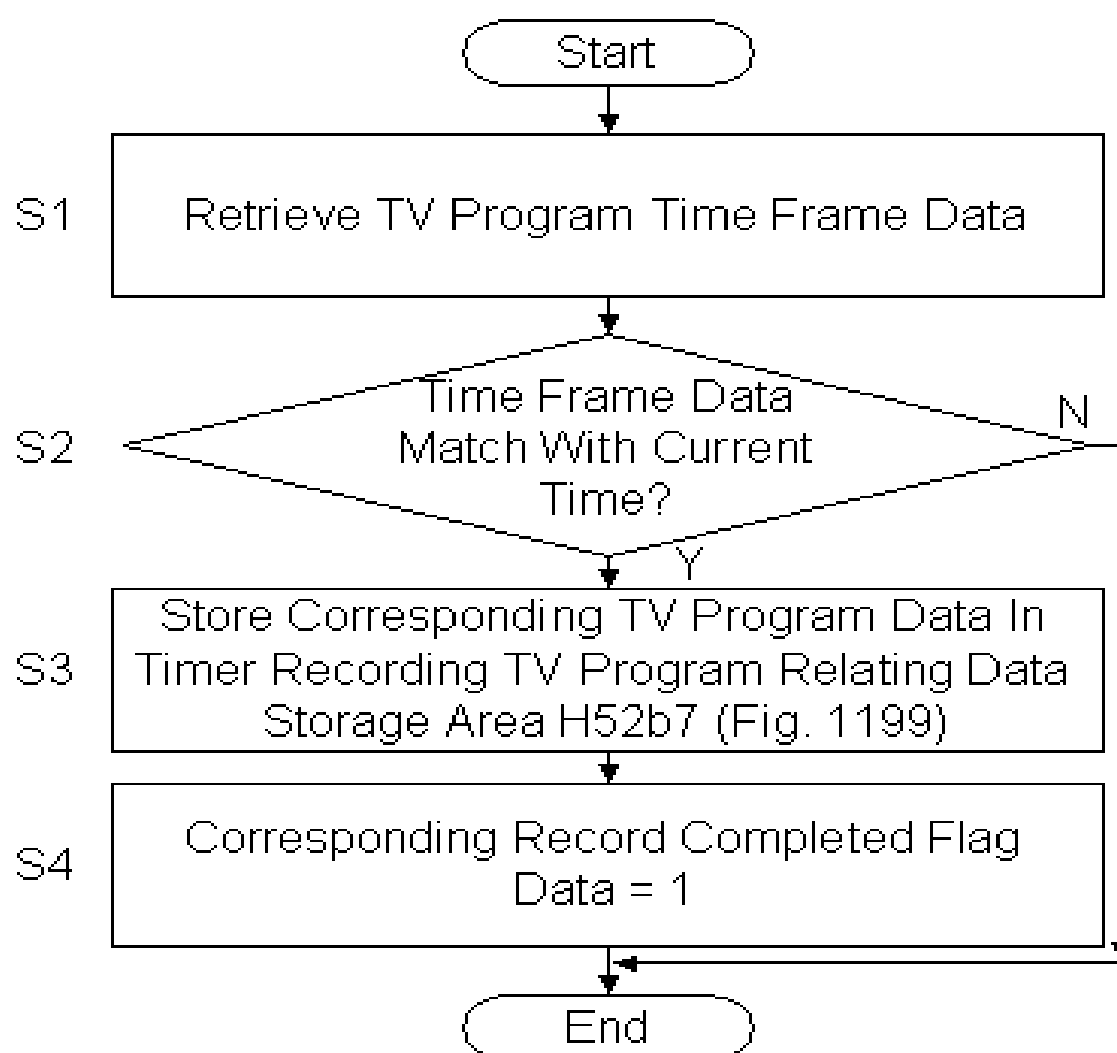 Start
S1
Retrieve TV Program Time Frame Data
S2
Time Frame Data
Match With Current
Time?
N
Y
S3
Store Corresponding TV Program Data In
Timer Recording TV Program Relating Data
Storage Area H52b7 (Fig. 1199)
S4
Corresponding Record Completed Flag
Data = 1
End